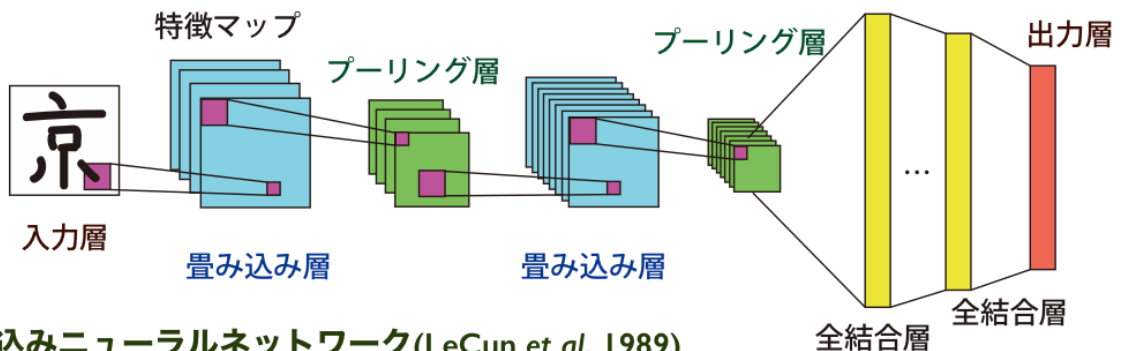 特徴マップ
プーリング層
プーリング層
出力層
京
入力層
畳み込み層
畳み込み層
...
全結合層
全結合層
込みニューラルネットワーク(LeCun et al. 1989)